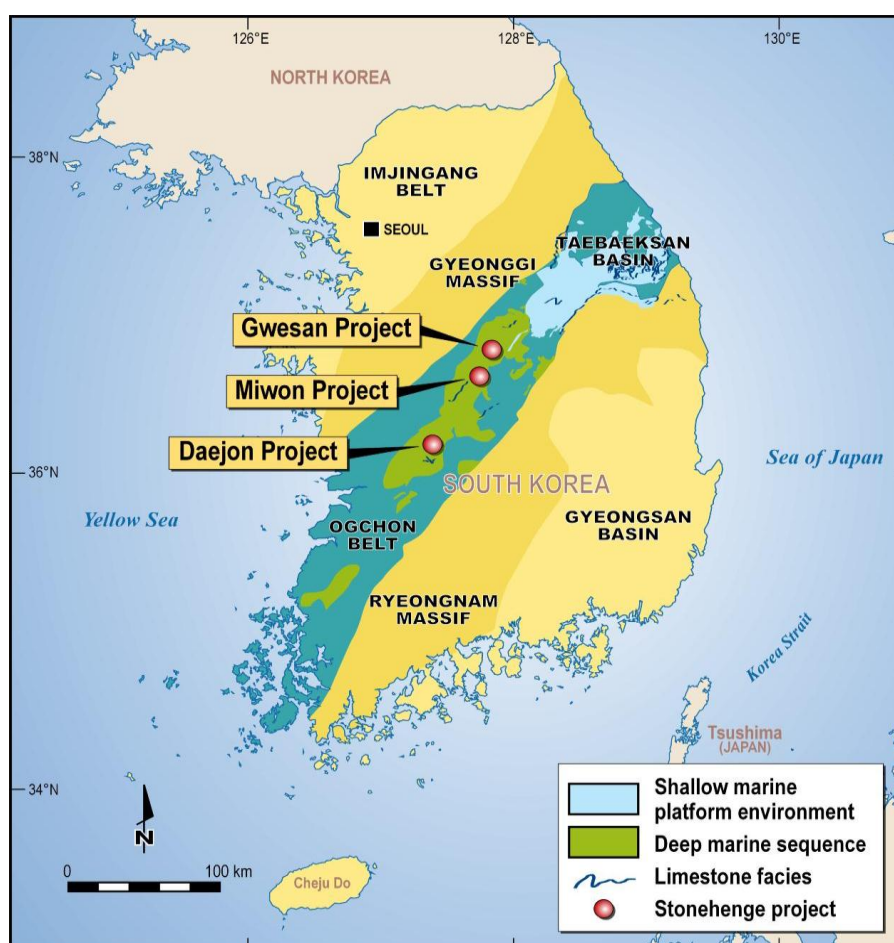 126°E
128°E
130°E
NORTH KOREA
38°N
IMJINGANG
BELT
SEOUL
TAEBAEKSAN
BASIN
GYEONGGI
MASSIF
Gwesan Project
Miwon Project
Daejon Project
36°N
Sea of Japan
SOUTH KOREA
Yellow Sea
GYEONGSAN
BASIN
OGCHON
BELT
RYEONGNAM
MASSIF
Korea Strait
Tsushima
(JAPAN)
34°N
N
0
100 km
Cheju Do
Shallow marine
platform environment
Deep marine sequence
Limestone facies
Stonehenge project